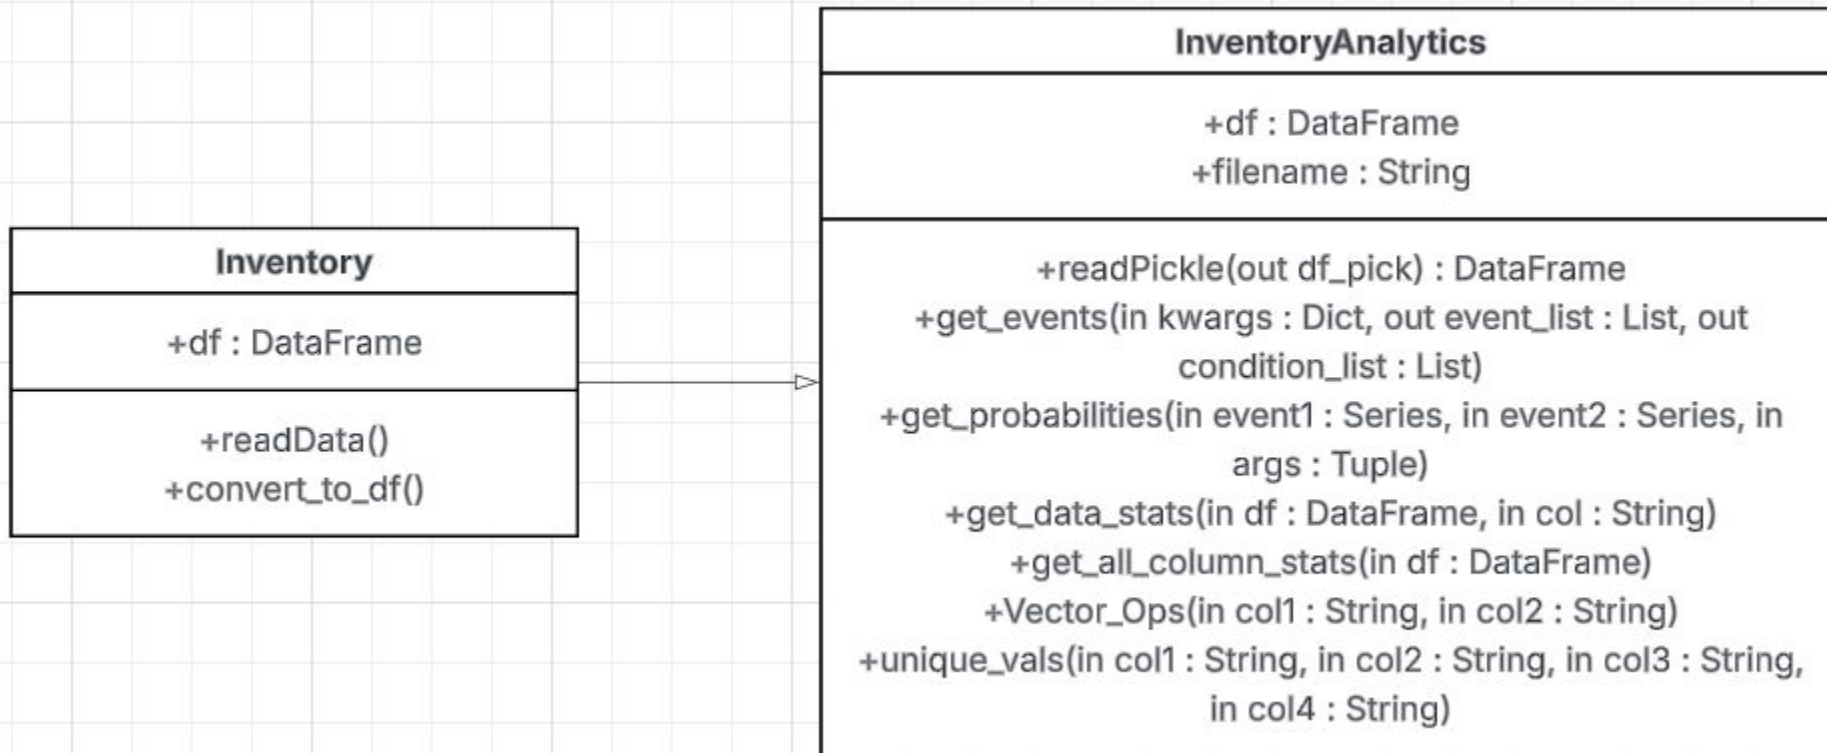 Inventory
+df : DataFrame
+readData()
+convert_to_df()
InventoryAnalytics
+df : DataFrame
+filename : String
+readPickle(out df_pick) : DataFrame
+get_events(in kwargs : Dict, out event_list : List, out
condition_list : List)
+get_probabilities(in event1 : Series, in event2 : Series, in
args : Tuple)
+get_data_stats(in df : DataFrame, in col : String)
+get_all_column_stats(in df : DataFrame)
+Vector_Ops(in col1 : String, in col2 : String)
+unique_vals(in col1 : String, in col2 : String, in col3 : String,
in col4 : String)